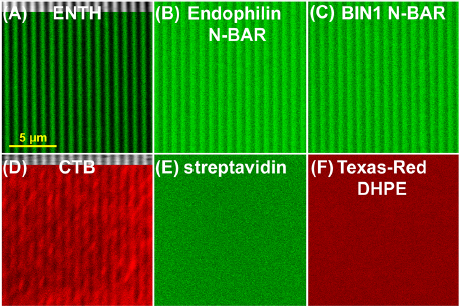 (A) ENTH
(B) Endophilin
N-BAR
(C) BIN1 N-BAR
5 μm
(D) CTB
(E) streptavidin
(F) Texas-Red
DHPE